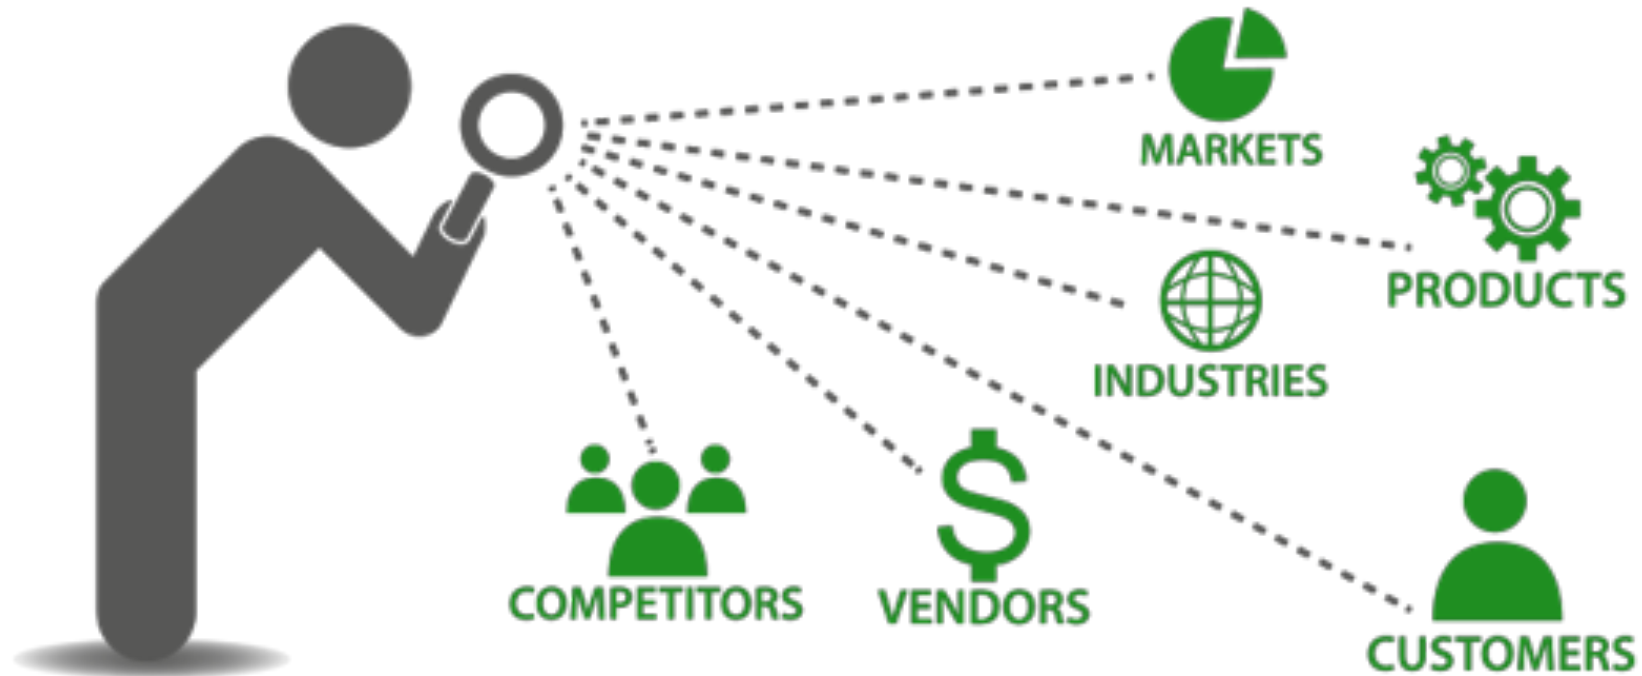 MARKETS
PRODUCTS
INDUSTRIES
COMPETITORS
VENDORS
CUSTOMERS